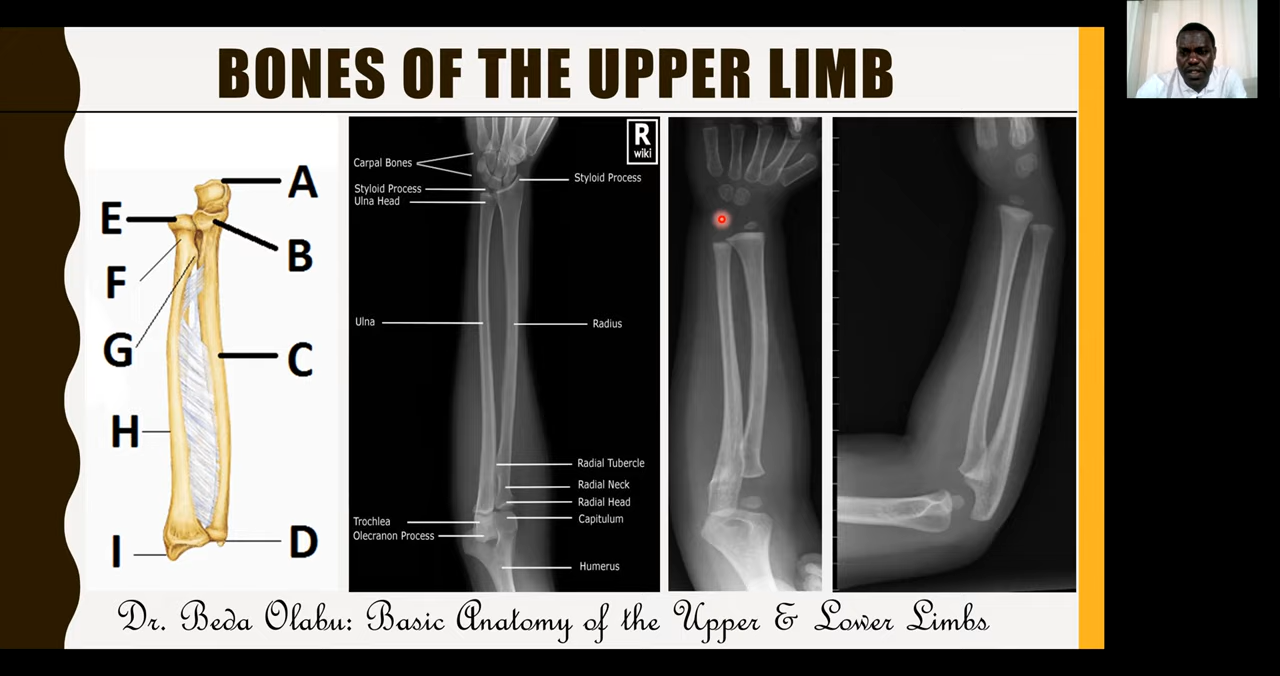 BONES OF THE UPPER LIMB
A
E
B
F
G
C
H
I
D
R
wiki
Carpal Bones
Styloid Process
Styloid Process
Ulna Head
Ulna
Radius
Radial Tubercle
Radial Neck
Radial Head
Capitulum
Trochlea
Olecranon Process
Humerus
Dr. Beda Olabu: Basic Anatomy of the Upper & Lower Limbs